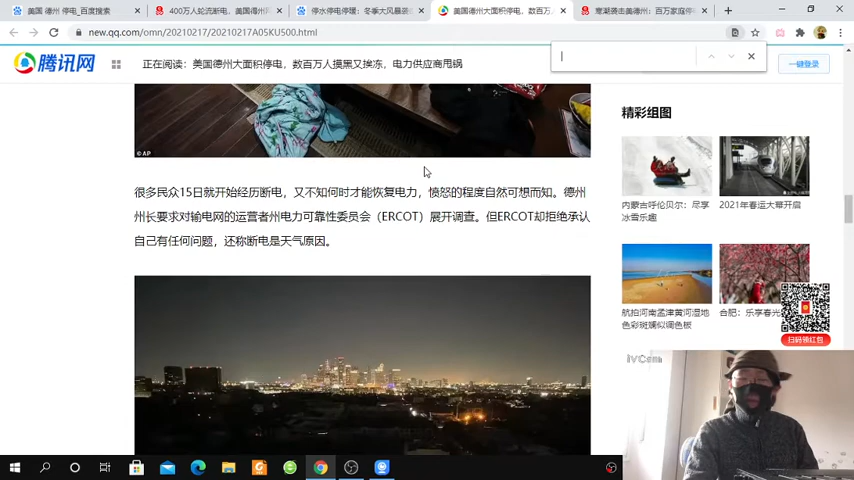 美国 德州 停电_百度搜索
400万人轮流断电，美国得州
停水停电停暖：冬季大风暴袭
美国德州大面积停电，数百万人
寒潮袭击美德州：百万家庭停
new.qq.com/omn/20210217/20210217A05KU500.html
腾讯网
正在阅读：美国德州大面积停电，数百万人摸黑又挨冻，电力供应商甩锅
一键登录
精彩组图
AP
很多民众15日就开始经历断电，又不知何时才能恢复电力，愤怒的程度自然可想而知。德州
州长要求对输电网的运营者州电力可靠性委员会（ERCOT）展开调查。但ERCOT却拒绝承认
自己有任何问题，还称断电是天气原因。
内蒙古呼伦贝尔：尽享
冰雪乐趣
2021年春运大幕开启
航拍河南孟津黄河湿地
色彩斑斓似调色板
合肥：乐享春光
扫码领红包
iVCam